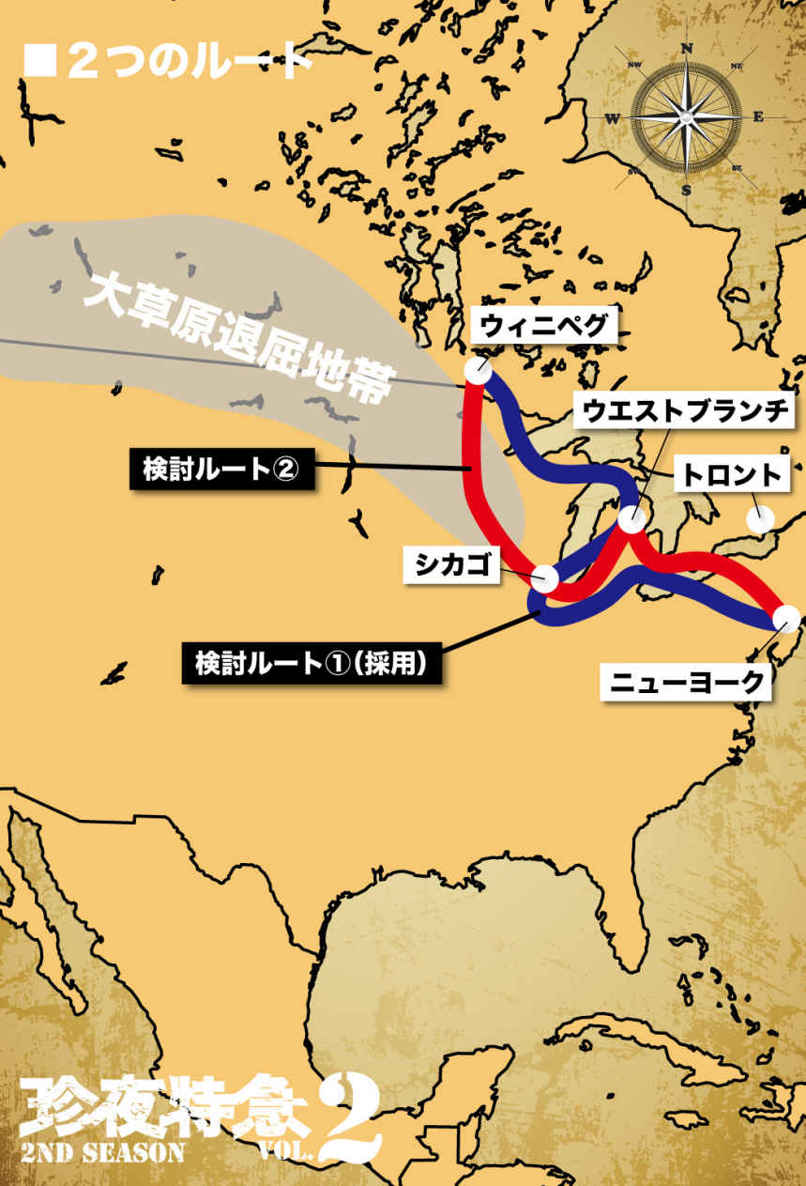 ■２つのルート
N
NW
NE
W
E
SW
SE
S
大草原退屈地帯
ウィニペグ
ウエストブランチ
検討ルート②
トロント
シカゴ
検討ルート①(採用)
ニューヨーク
珍夜特急2
2ND SEASON VOL.